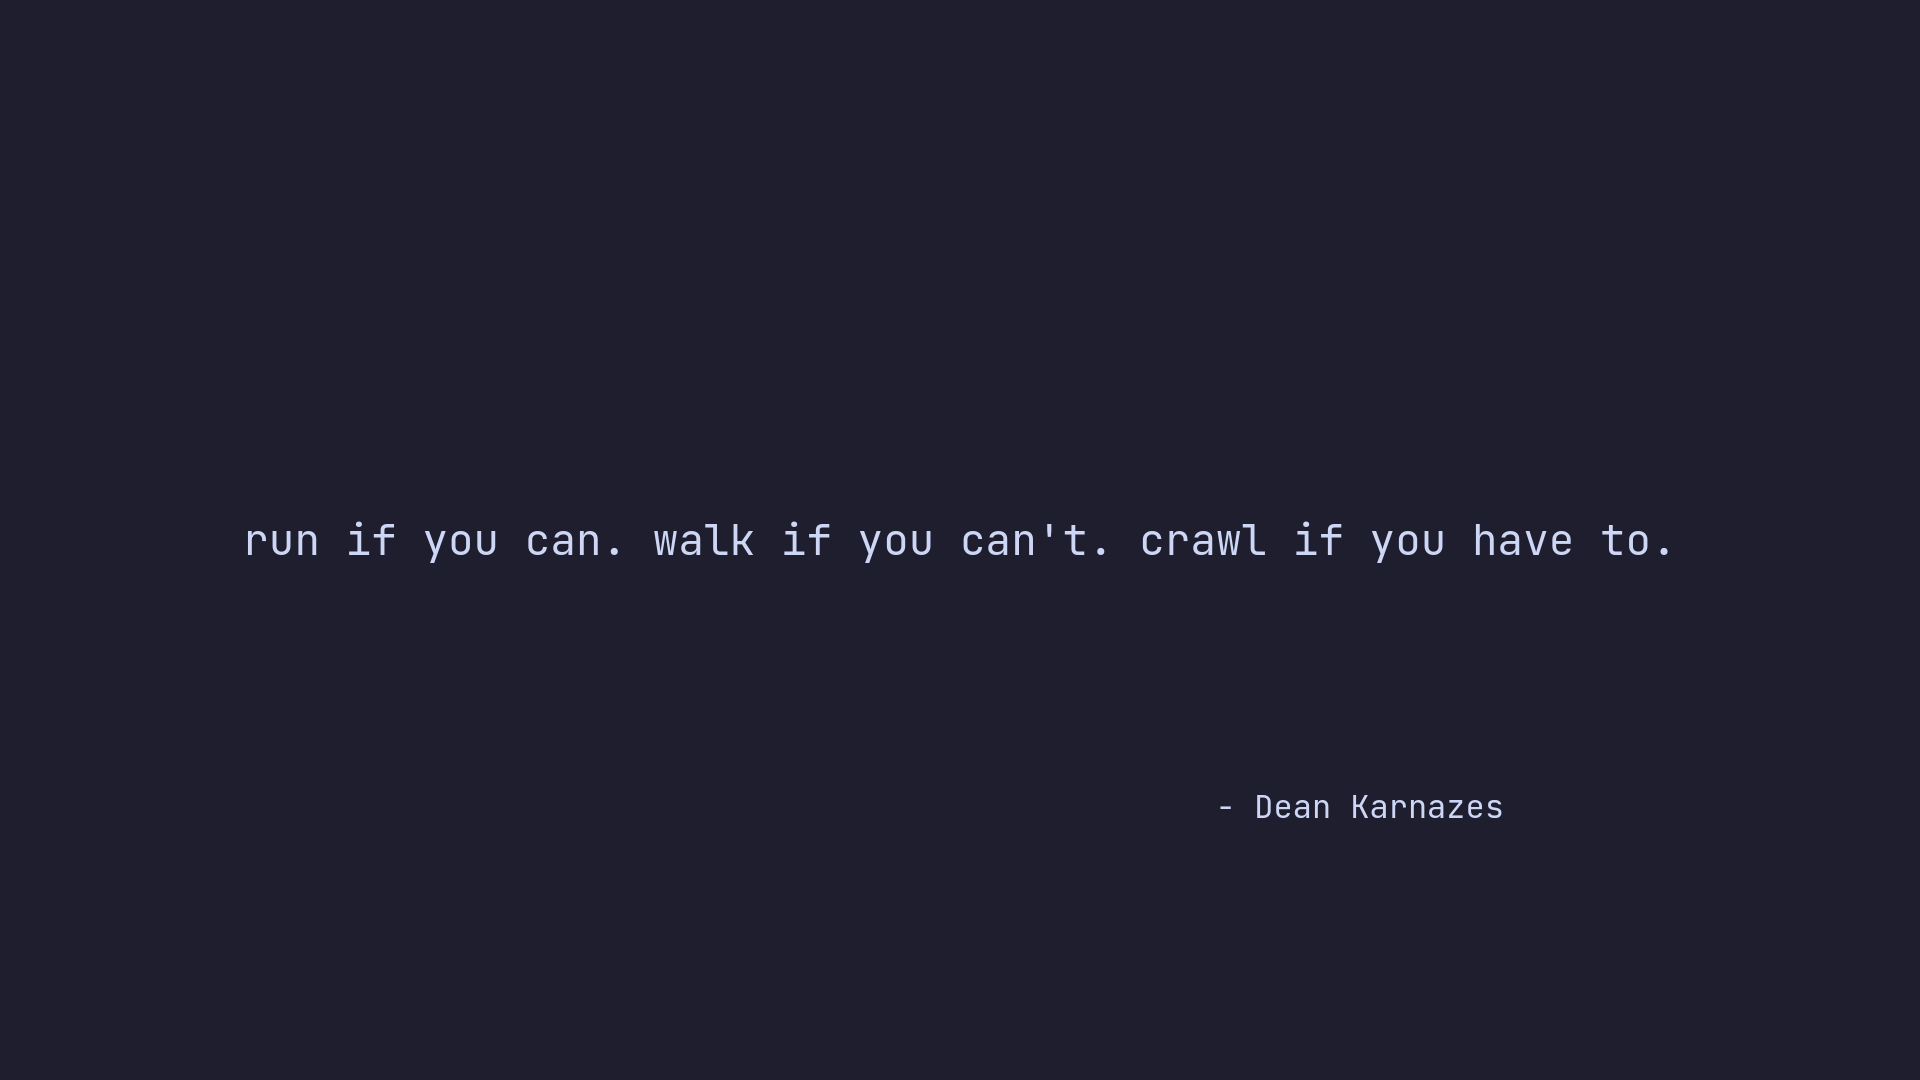 run if you can. walk if you can't. crawl if you have to.
- Dean Karnazes